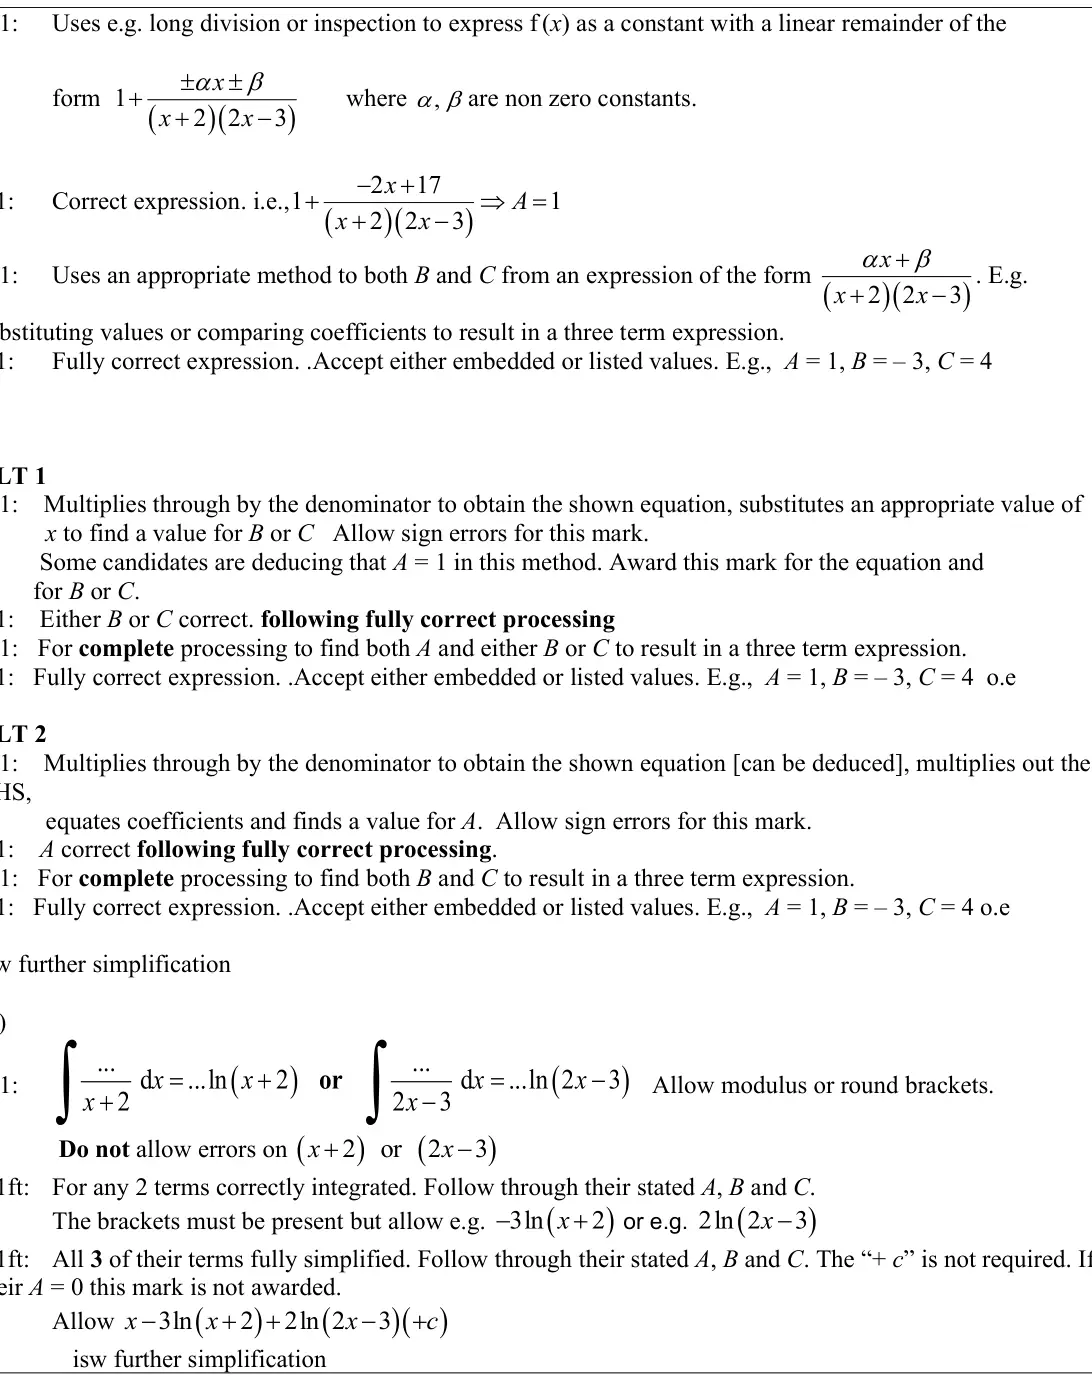 1: Uses e.g. long division or inspection to express f (x) as a constant with a linear remainder of the
form 1 + (±αx ± β)/((x + 2)(2x − 3)) where α, β are non zero constants.
1: Correct expression. i.e., 1 + (−2x + 17)/((x + 2)(2x − 3)) ⇒ A = 1
1: Uses an appropriate method to both B and C from an expression of the form (αx + β)/((x + 2)(2x − 3)). E.g.
bstituting values or comparing coefficients to result in a three term expression.
1: Fully correct expression. .Accept either embedded or listed values. E.g., A = 1, B = – 3, C = 4
LT 1
1: Multiplies through by the denominator to obtain the shown equation, substitutes an appropriate value of
x to find a value for B or C Allow sign errors for this mark.
Some candidates are deducing that A = 1 in this method. Award this mark for the equation and
for B or C.
1: Either B or C correct. following fully correct processing
1: For complete processing to find both A and either B or C to result in a three term expression.
1: Fully correct expression. .Accept either embedded or listed values. E.g., A = 1, B = – 3, C = 4 o.e
LT 2
1: Multiplies through by the denominator to obtain the shown equation [can be deduced], multiplies out the
HS,
equates coefficients and finds a value for A. Allow sign errors for this mark.
1: A correct following fully correct processing.
1: For complete processing to find both B and C to result in a three term expression.
1: Fully correct expression. .Accept either embedded or listed values. E.g., A = 1, B = – 3, C = 4 o.e
w further simplification
)
1: ∫ .../(x + 2) dx = ...ln(x + 2) or ∫ .../(2x − 3) dx = ...ln(2x − 3) Allow modulus or round brackets.
Do not allow errors on (x + 2) or (2x − 3)
1ft: For any 2 terms correctly integrated. Follow through their stated A, B and C.
The brackets must be present but allow e.g. −3ln(x + 2) or e.g. 2ln(2x − 3)
1ft: All 3 of their terms fully simplified. Follow through their stated A, B and C. The “+ c” is not required. If
eir A = 0 this mark is not awarded.
Allow x − 3ln(x + 2) + 2ln(2x − 3)(+c)
isw further simplification